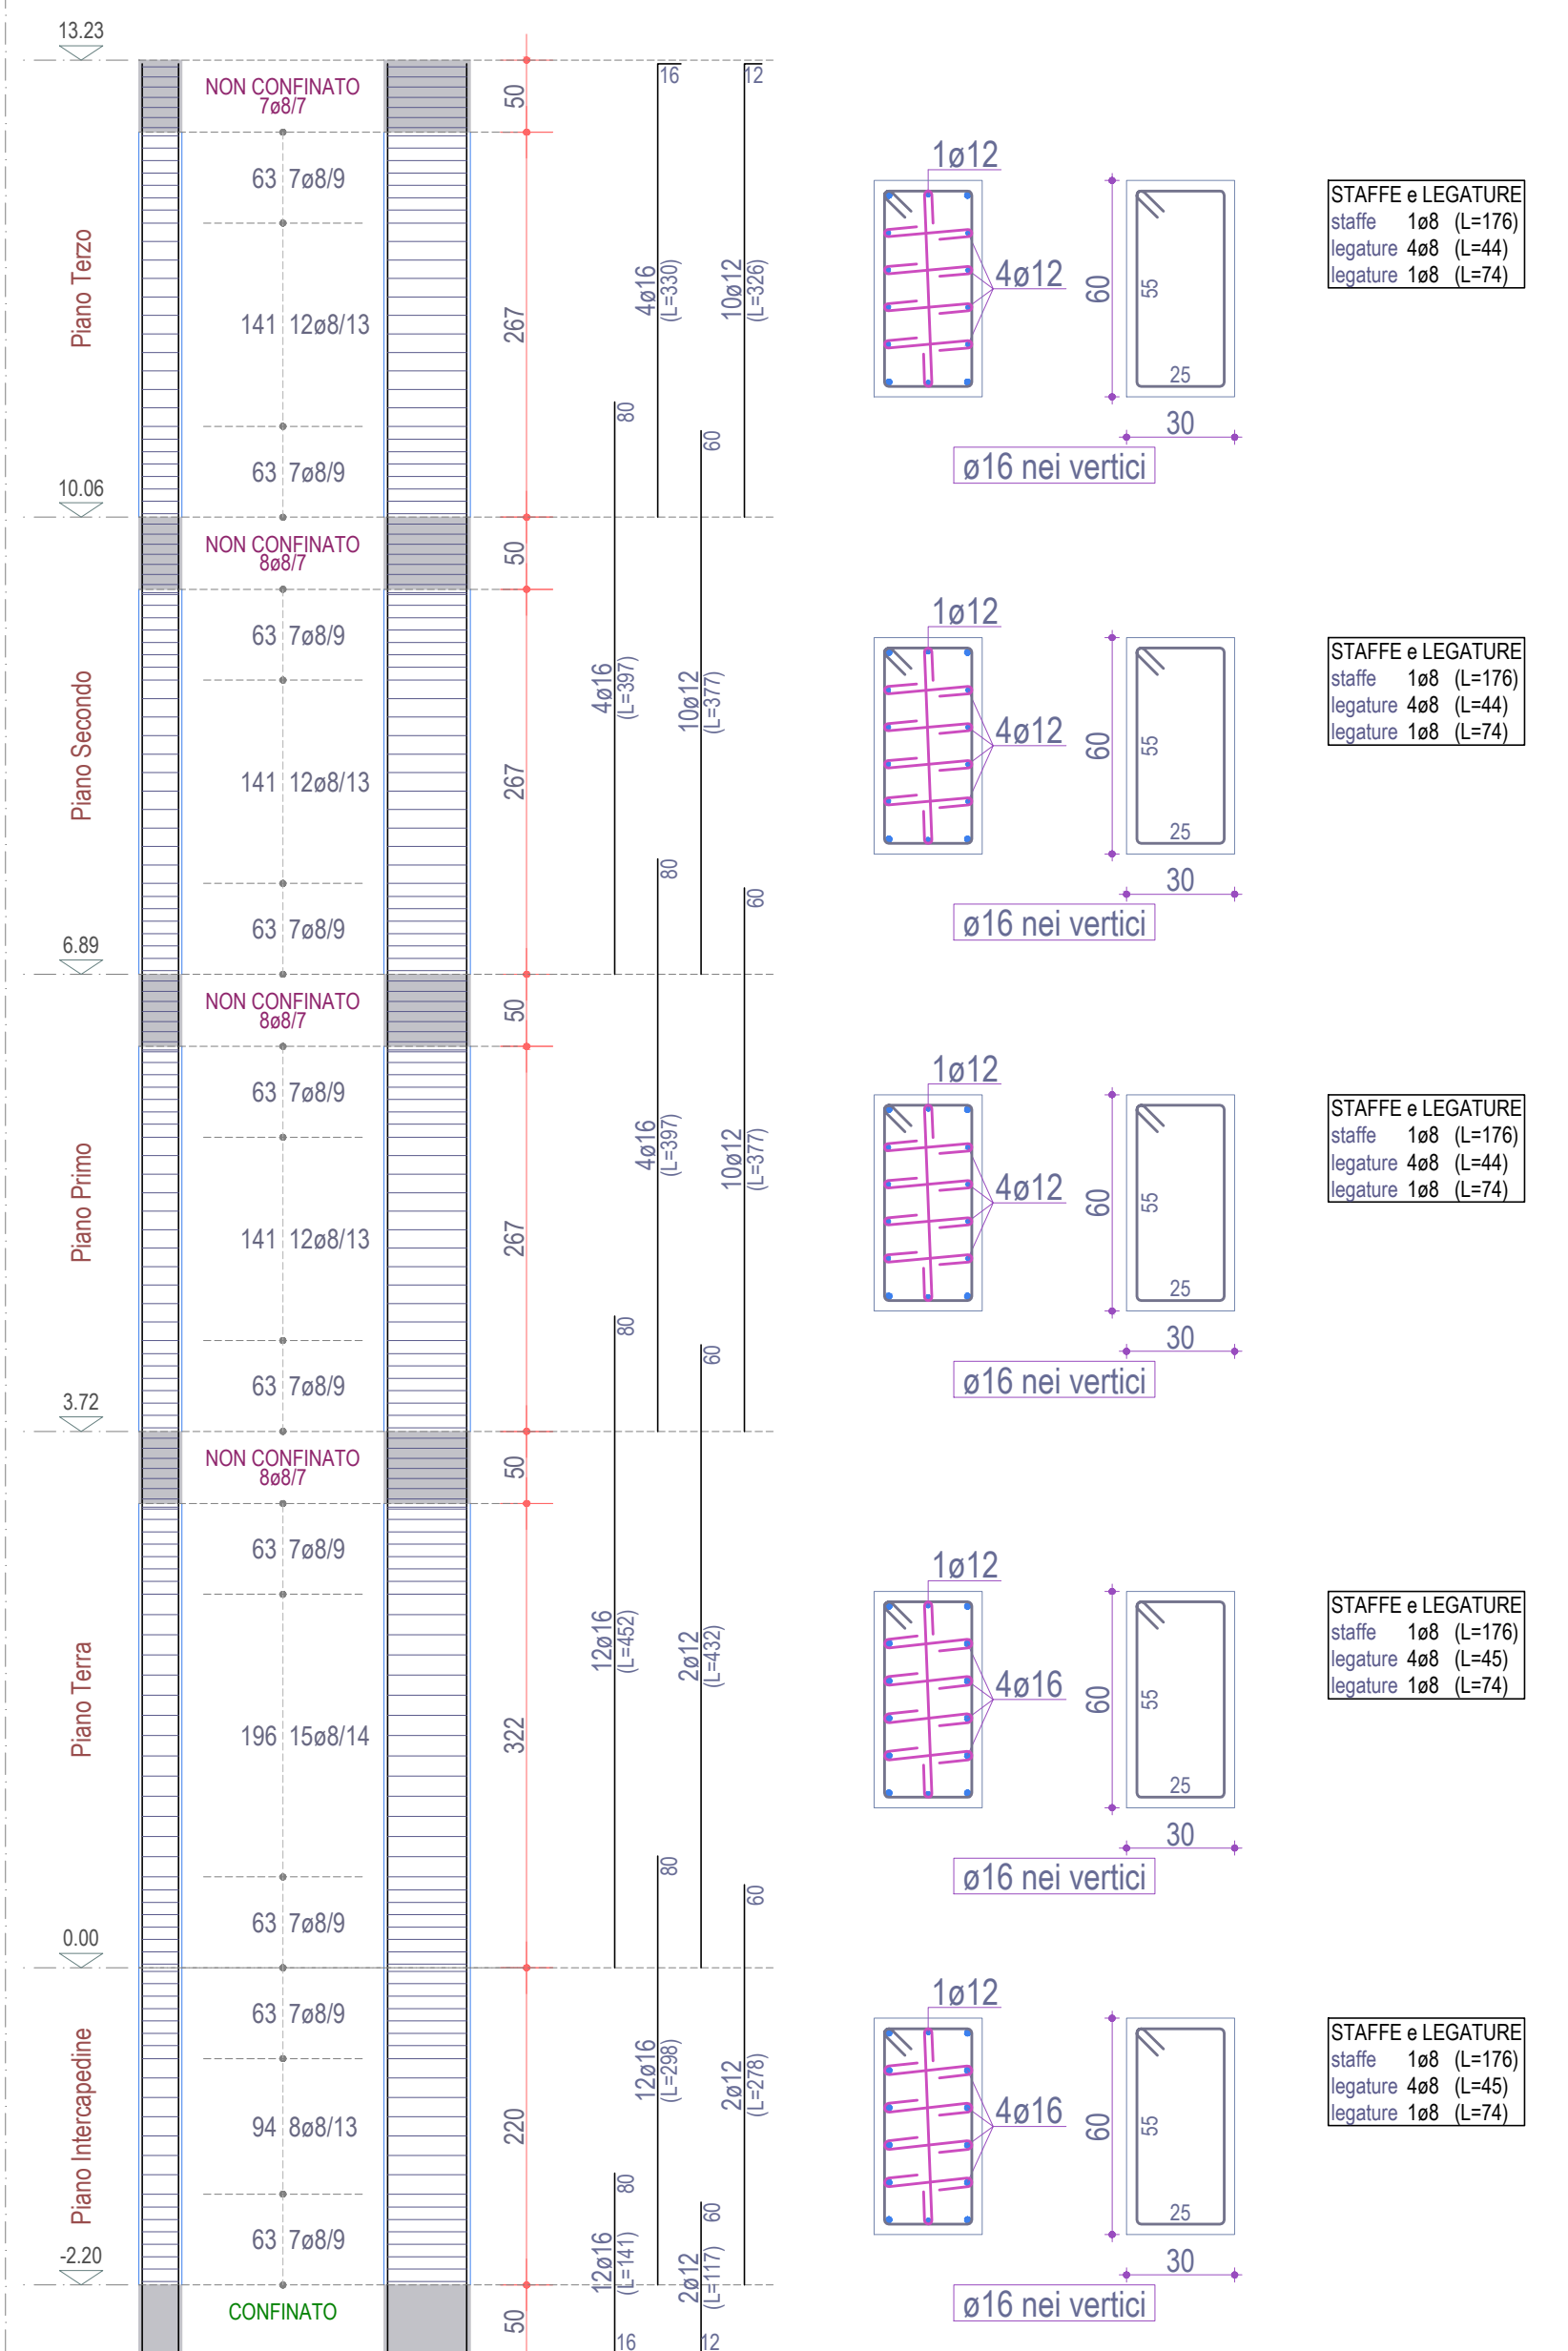 13.23
NON CONFINATO
7ø8/7
50
16
12
63 7ø8/9
Piano Terzo
141 12ø8/13
267
4ø16
(L=330)
10ø12
(L=326)
80
60
63 7ø8/9
1ø12
4ø12
60
55
25
30
ø16 nei vertici
STAFFE e LEGATURE
staffe 1ø8 (L=176)
legature 4ø8 (L=44)
legature 1ø8 (L=74)
10.06
NON CONFINATO
8ø8/7
50
63 7ø8/9
Piano Secondo
141 12ø8/13
267
4ø16
(L=397)
10ø12
(L=377)
80
60
63 7ø8/9
1ø12
4ø12
60
55
25
30
ø16 nei vertici
STAFFE e LEGATURE
staffe 1ø8 (L=176)
legature 4ø8 (L=44)
legature 1ø8 (L=74)
6.89
NON CONFINATO
8ø8/7
50
63 7ø8/9
Piano Primo
141 12ø8/13
267
4ø16
(L=397)
10ø12
(L=377)
80
60
63 7ø8/9
1ø12
4ø12
60
55
25
30
ø16 nei vertici
STAFFE e LEGATURE
staffe 1ø8 (L=176)
legature 4ø8 (L=44)
legature 1ø8 (L=74)
3.72
NON CONFINATO
8ø8/7
50
63 7ø8/9
Piano Terra
196 15ø8/14
322
12ø16
(L=452)
2ø12
(L=432)
80
60
63 7ø8/9
1ø12
4ø16
60
55
25
30
ø16 nei vertici
STAFFE e LEGATURE
staffe 1ø8 (L=176)
legature 4ø8 (L=45)
legature 1ø8 (L=74)
0.00
63 7ø8/9
Piano Intercapedine
94 8ø8/13
220
12ø16
(L=298)
2ø12
(L=278)
80
60
63 7ø8/9
12ø16
(L=141)
2ø12
(L=117)
1ø12
4ø16
60
55
25
30
ø16 nei vertici
STAFFE e LEGATURE
staffe 1ø8 (L=176)
legature 4ø8 (L=45)
legature 1ø8 (L=74)
-2.20
CONFINATO
50
16
12